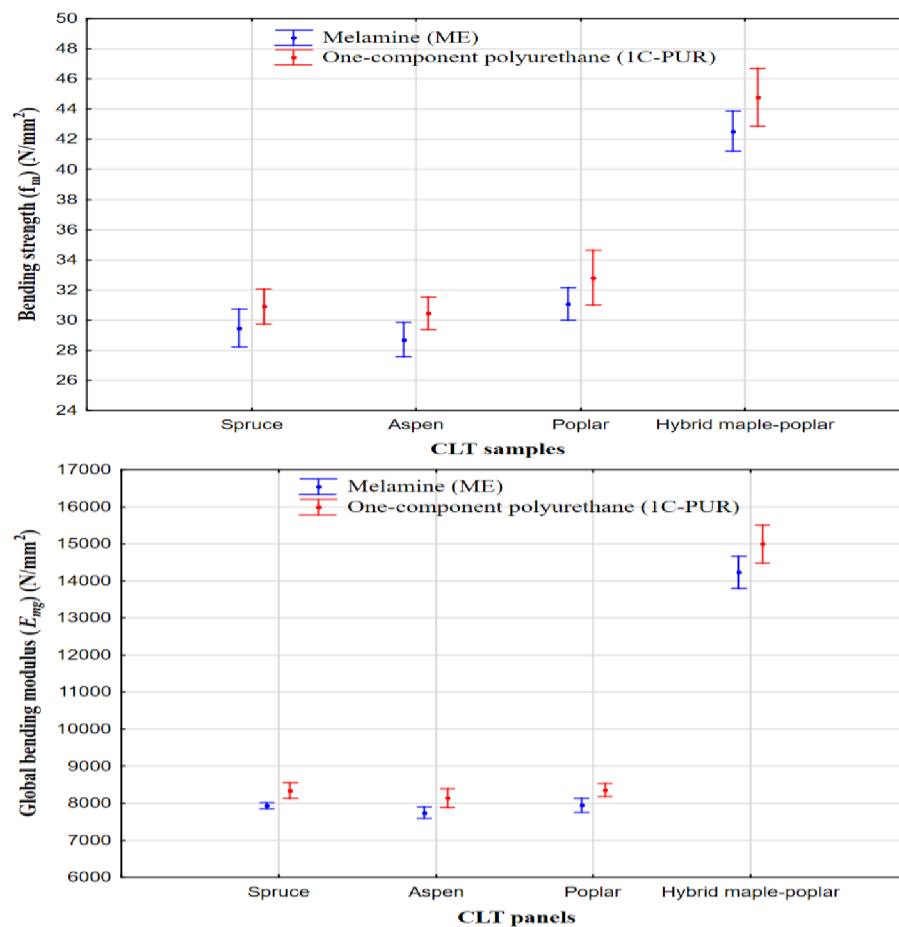 50
48
46
44
42
40
38
36
34
32
30
28
26
24
Bending strength (fm) (N/mm²)
Melamine (ME)
One-component polyurethane (1C-PUR)
Spruce Aspen Poplar Hybrid maple-poplar
CLT samples
17000
16000
15000
14000
13000
12000
11000
10000
9000
8000
7000
6000
Global bending modulus (Emg) (N/mm²)
Melamine (ME)
One-component polyurethane (1C-PUR)
Spruce Aspen Poplar Hybrid maple-poplar
CLT panels